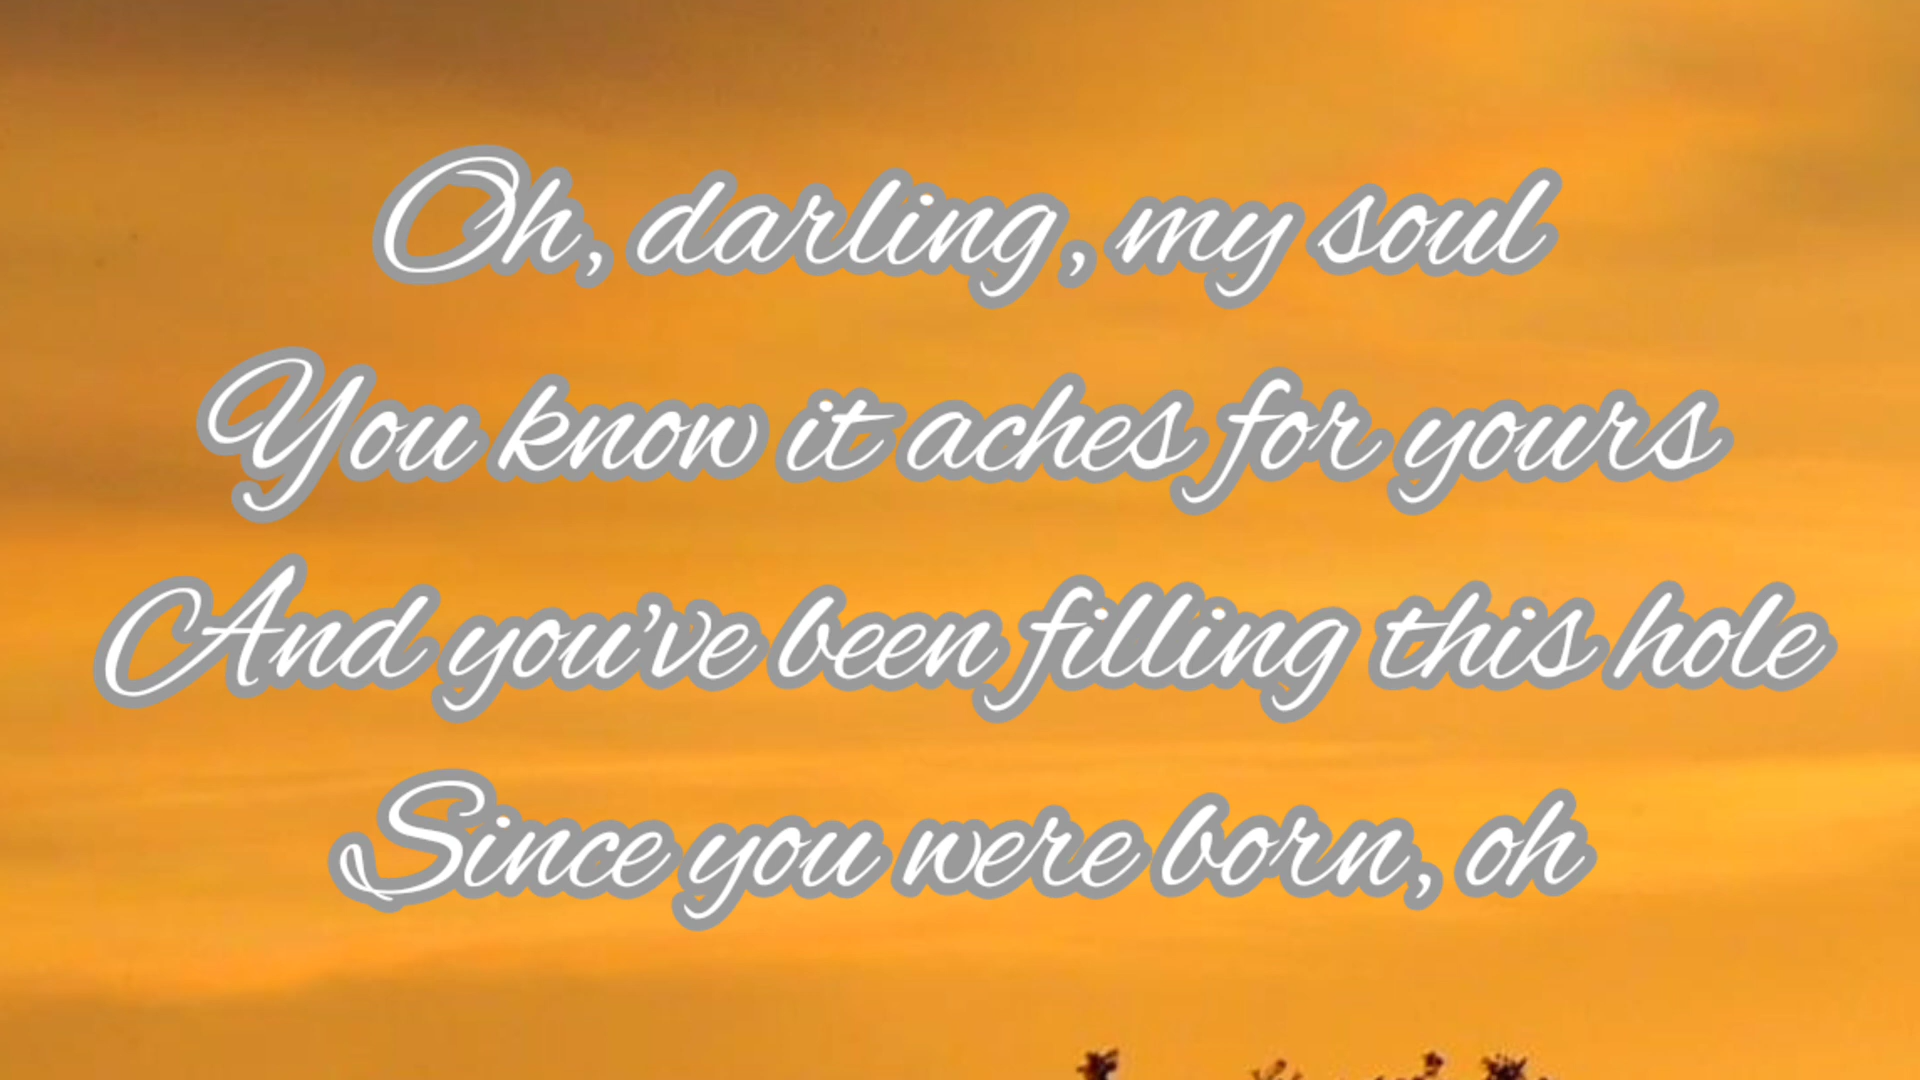 Oh, darling, my soul
You know it aches for yours
And you've been filling this hole
Since you were born, oh